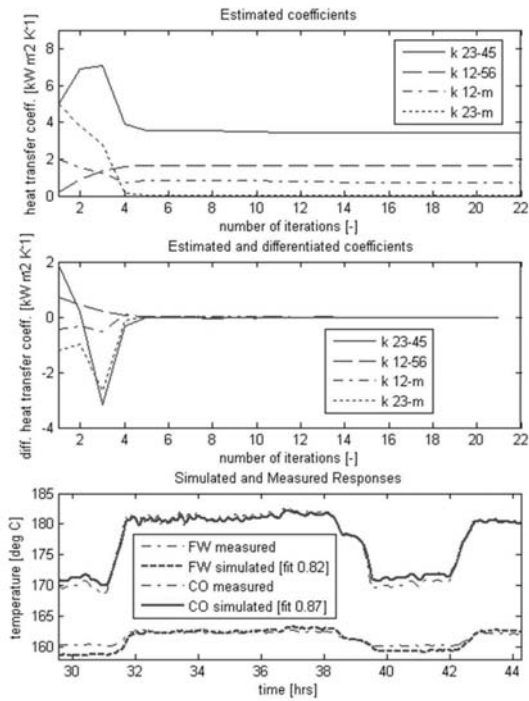 Estimated coefficients
heat transfer coeff. [kW m2 K-1]
8
6
4
2
0
k 23-45
k 12-56
k 12-m
k 23-m
2 4 6 8 10 12 14 16 18 20 22
number of iterations [-]
Estimated and differentiated coefficients
diff. heat transfer coeff. [kW m2 K-1]
2
0
-2
-4
k 23-45
k 12-56
k 12-m
k 23-m
2 4 6 8 10 12 14 16 18 20 22
number of iterations [-]
Simulated and Measured Responses
temperature [deg C]
185
180
175
170
165
160
FW measured
FW simulated [fit 0.82]
CO measured
CO simulated [fit 0.87]
30 32 34 36 38 40 42 44
time [hrs]